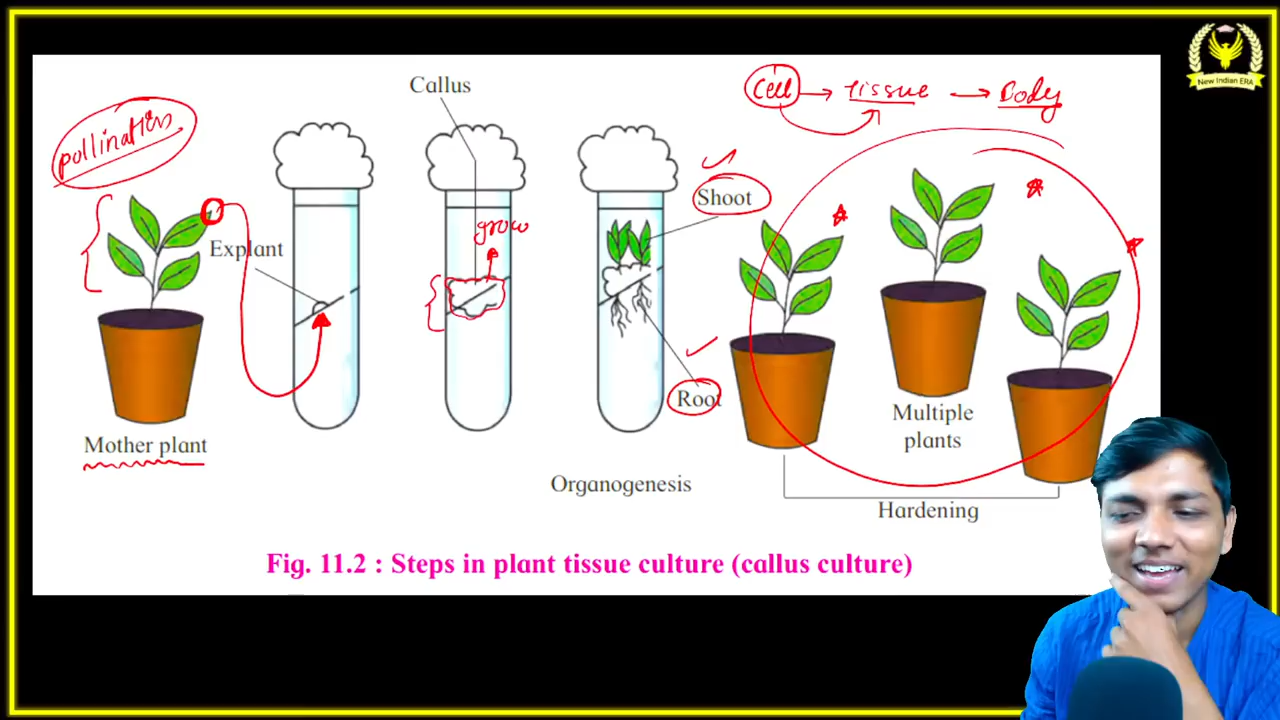 New Indian ERA
Callus
Cell → tissue → Body
pollination
Shoot
grow
Explant
Root
Multiple
plants
Mother plant
Organogenesis
Hardening
Fig. 11.2 : Steps in plant tissue culture (callus culture)